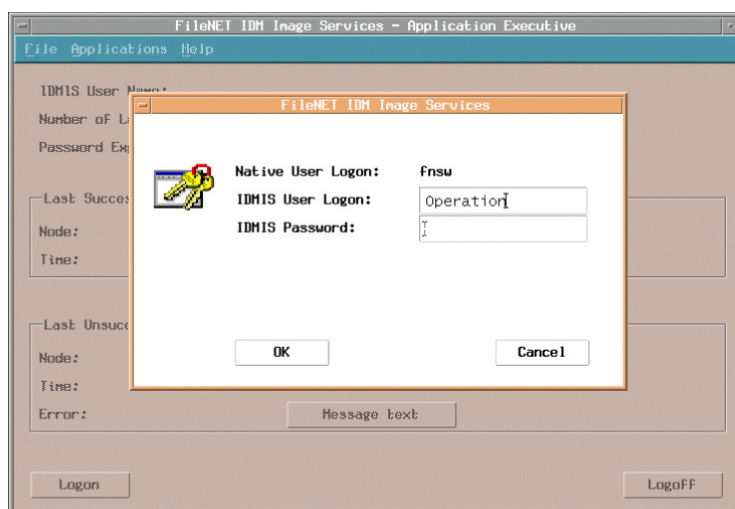 FileNET IDM Image Services - Application Executive
File Applications Help
IDMIS User Name:
Number of L
Password Ex
FileNET IDM Image Services
Native User Logon: fnsw
IDMIS User Logon: Operation
IDMIS Password:
OK Cancel
Last Succes
Node:
Time:
Last Unsucc
Node:
Time:
Error: Message text
Logon Logoff